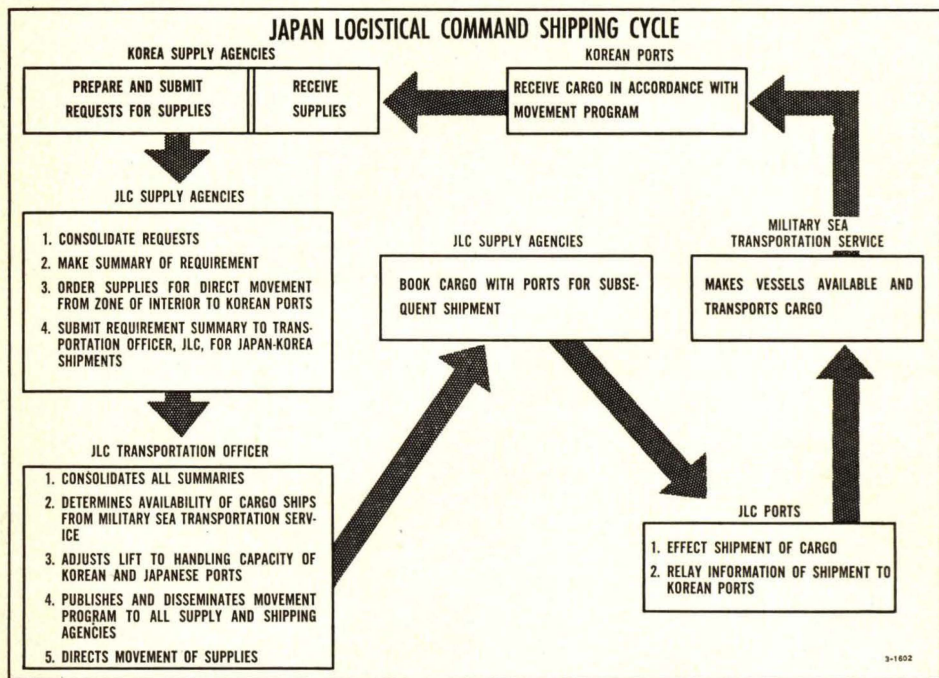 JAPAN LOGISTICAL COMMAND SHIPPING CYCLE
KOREA SUPPLY AGENCIES
PREPARE AND SUBMIT
REQUESTS FOR SUPPLIES
RECEIVE
SUPPLIES
KOREAN PORTS
RECEIVE CARGO IN ACCORDANCE WITH
MOVEMENT PROGRAM
JLC SUPPLY AGENCIES
1. CONSOLIDATE REQUESTS
2. MAKE SUMMARY OF REQUIREMENT
3. ORDER SUPPLIES FOR DIRECT MOVEMENT
FROM ZONE OF INTERIOR TO KOREAN PORTS
4. SUBMIT REQUIREMENT SUMMARY TO TRANS-
PORTATION OFFICER, JLC, FOR JAPAN-KOREA
SHIPMENTS
JLC TRANSPORTATION OFFICER
1. CONSOLIDATES ALL SUMMARIES
2. DETERMINES AVAILABILITY OF CARGO SHIPS
FROM MILITARY SEA TRANSPORTATION SERV-
ICE
3. ADJUSTS LIFT TO HANDLING CAPACITY OF
KOREAN AND JAPANESE PORTS
4. PUBLISHES AND DISSEMINATES MOVEMENT
PROGRAM TO ALL SUPPLY AND SHIPPING
AGENCIES
5. DIRECTS MOVEMENT OF SUPPLIES
JLC SUPPLY AGENCIES
BOOK CARGO WITH PORTS FOR SUBSE-
QUENT SHIPMENT
JLC PORTS
1. EFFECT SHIPMENT OF CARGO
2. RELAY INFORMATION OF SHIPMENT TO
KOREAN PORTS
MILITARY SEA
TRANSPORTATION SERVICE
MAKES VESSELS AVAILABLE AND
TRANSPORTS CARGO
3-1602